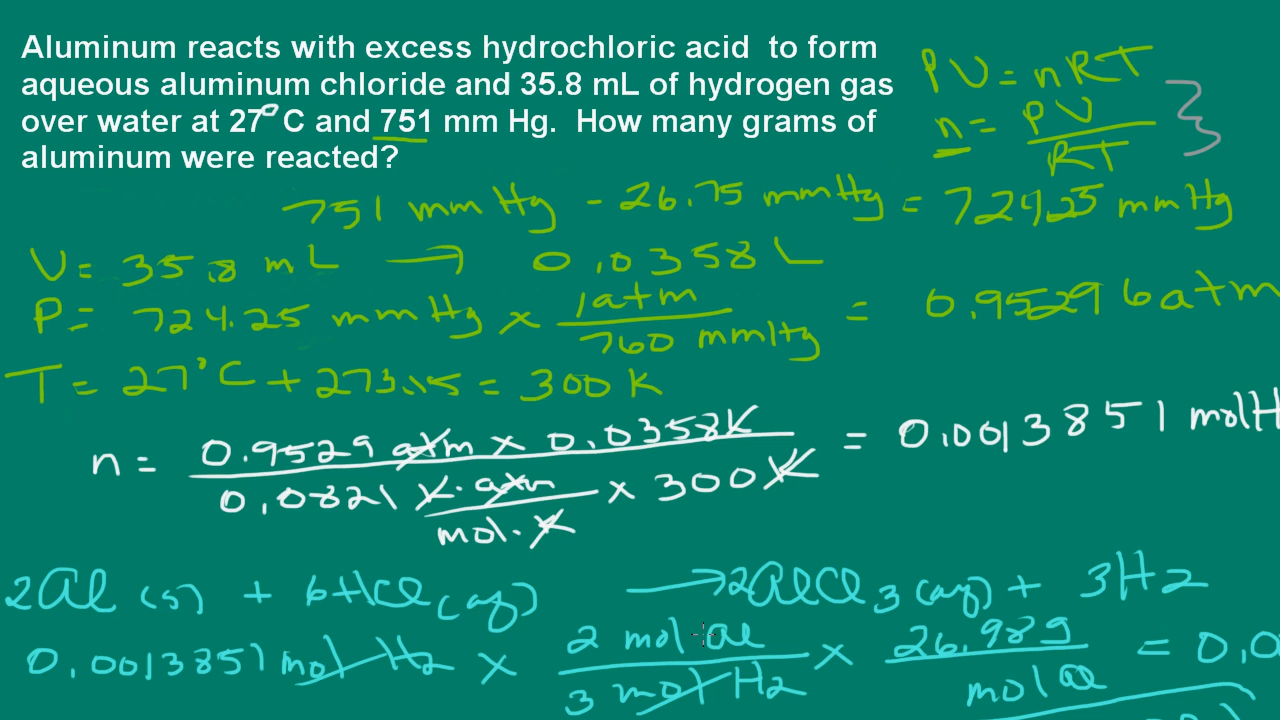 Aluminum reacts with excess hydrochloric acid to form
aqueous aluminum chloride and 35.8 mL of hydrogen gas
over water at 27° C and 751 mm Hg. How many grams of
aluminum were reacted?
PV = nRT
n = PV / RT
751 mmHg - 26.75 mmHg = 724.25 mmHg
V = 35.8 mL → 0.0358 L
P = 724.25 mmHg × 1 atm / 760 mmHg = 0.95296 atm
T = 27°C + 273.15 = 300 K
n = 0.9529 atm × 0.0358 L / 0.0821 L·atm / mol·K × 300 K = 0.0013851 mol H
2Al (s) + 6HCl (aq) → 2AlCl3 (aq) + 3H2
0.0013851 mol H2 × 2 mol Al / 3 mol H2 × 26.98g / mol Al = 0.0